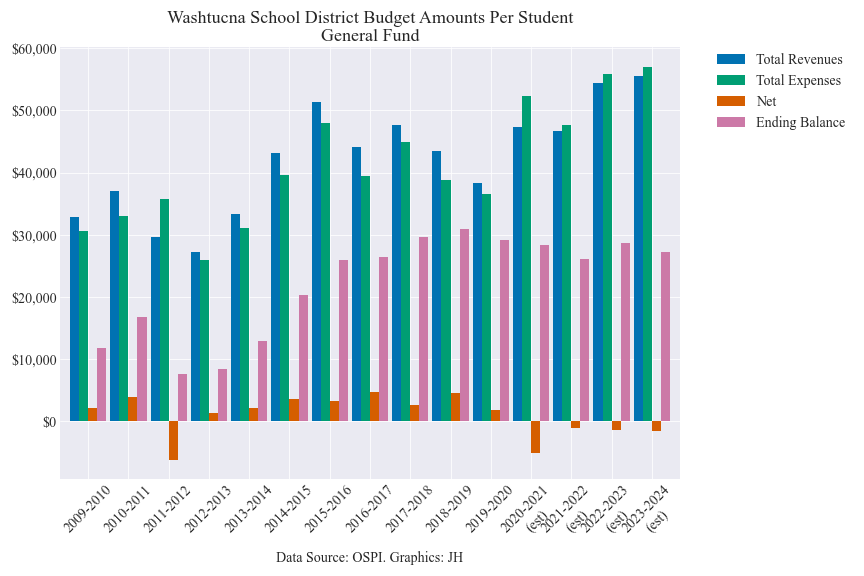 Washtucna School District Budget Amounts Per Student
General Fund
$60,000
$50,000
$40,000
$30,000
$20,000
$10,000
$0
2009-2010
2010-2011
2011-2012
2012-2013
2013-2014
2014-2015
2015-2016
2016-2017
2017-2018
2018-2019
2019-2020
2020-2021
(est)
2021-2022
(est)
2022-2023
(est)
2023-2024
(est)
Total Revenues
Total Expenses
Net
Ending Balance
Data Source: OSPI. Graphics: JH